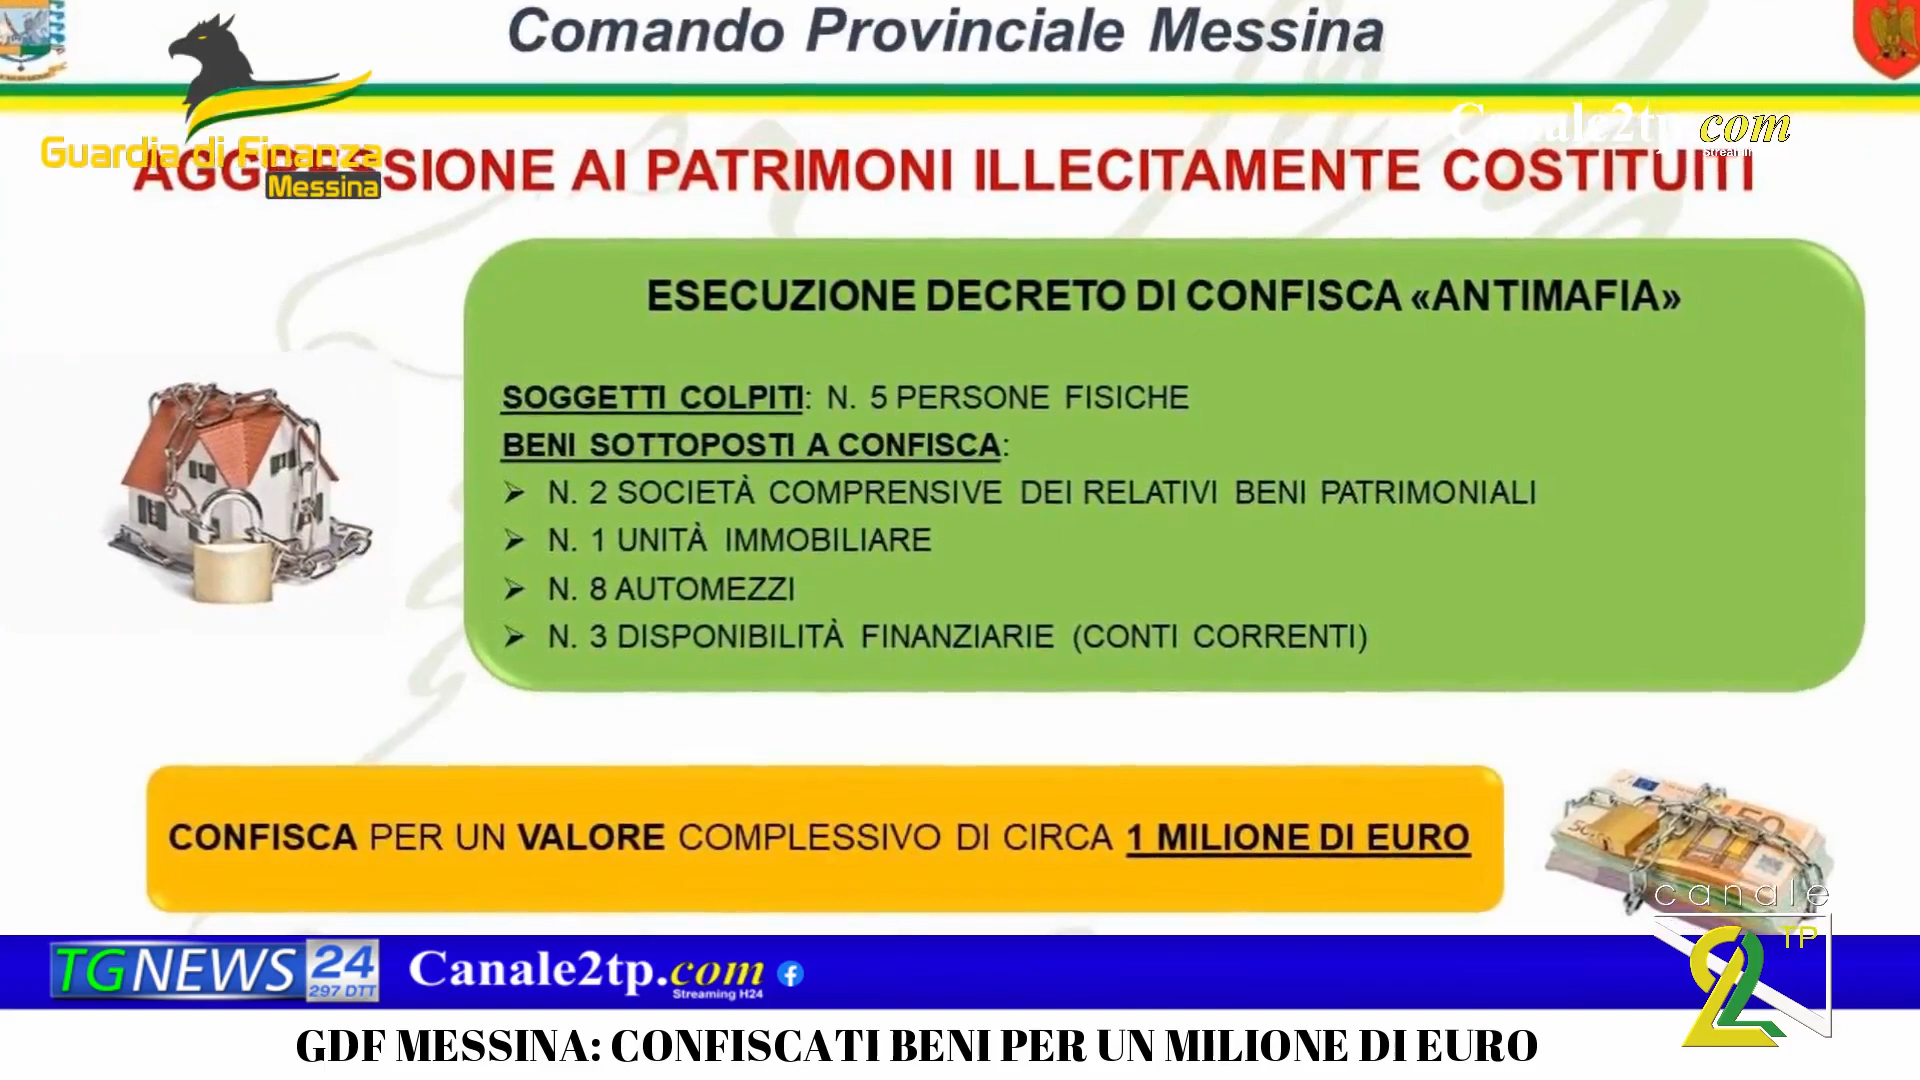 Comando Provinciale Messina
Guardia di Finanza
Messina
Canale2tp.com
AGGRESSIONE AI PATRIMONI ILLECITAMENTE COSTITUITI
ESECUZIONE DECRETO DI CONFISCA «ANTIMAFIA»
SOGGETTI COLPITI: N. 5 PERSONE FISICHE
BENI SOTTOPOSTI A CONFISCA:
➢ N. 2 SOCIETÀ COMPRENSIVE DEI RELATIVI BENI PATRIMONIALI
➢ N. 1 UNITÀ IMMOBILIARE
➢ N. 8 AUTOMEZZI
➢ N. 3 DISPONIBILITÀ FINANZIARIE (CONTI CORRENTI)
CONFISCA PER UN VALORE COMPLESSIVO DI CIRCA 1 MILIONE DI EURO
50
canale
TP
2
TGNEWS 24
297 DTT
Canale2tp.com
Streaming H24
GDF MESSINA: CONFISCATI BENI PER UN MILIONE DI EURO